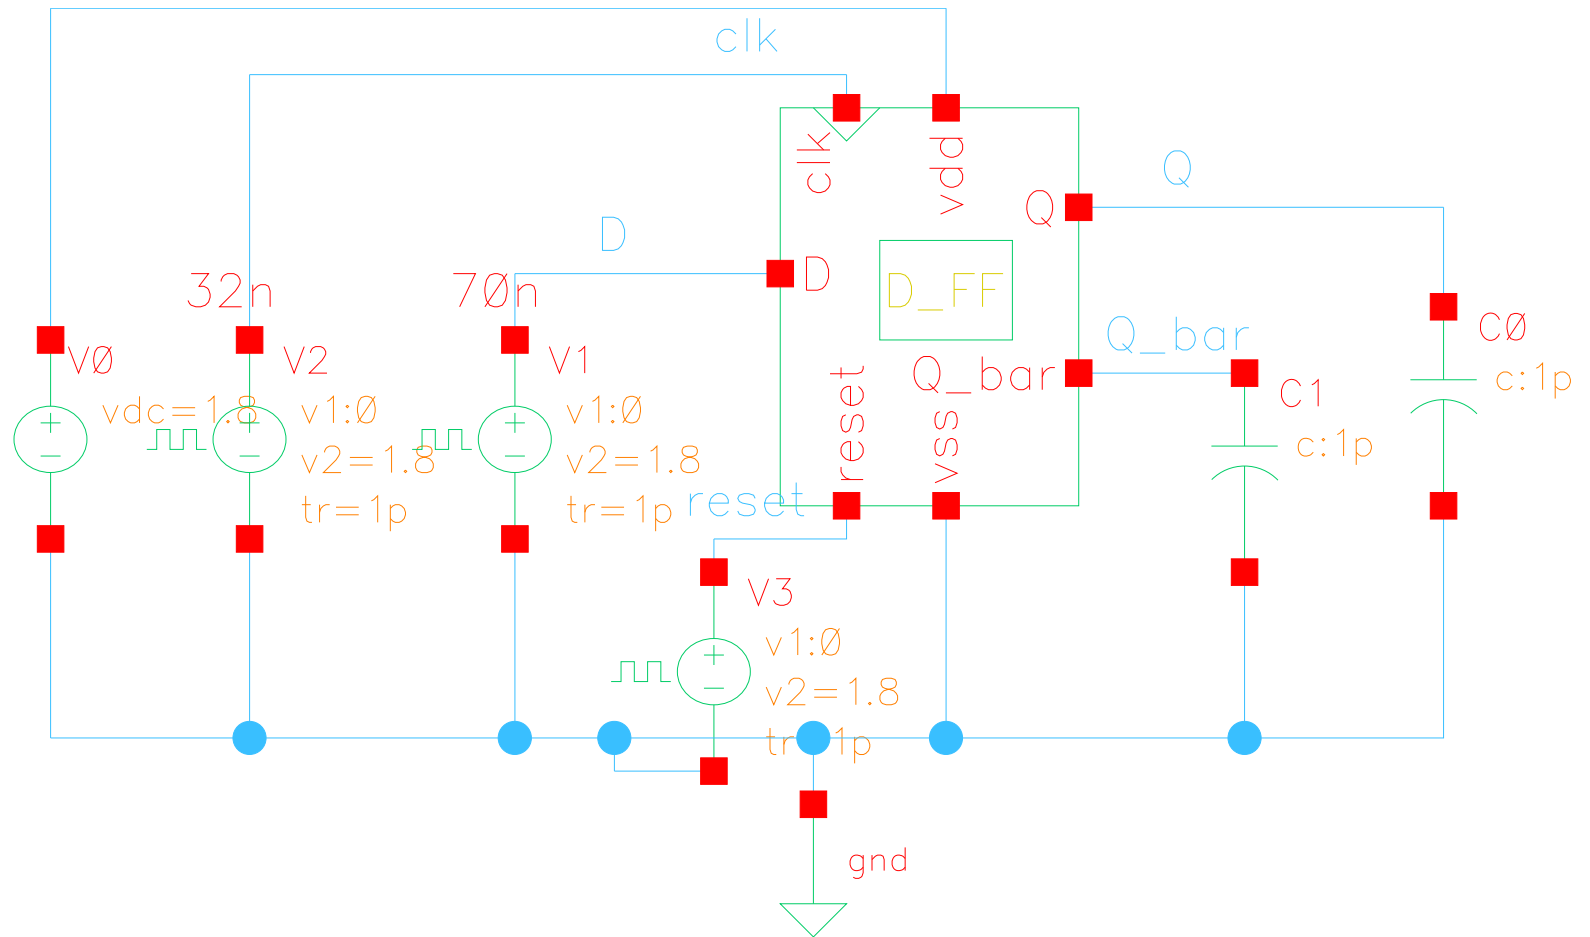 clk
clk
vdd
Q
Q
D
D
D_FF
32n
70n
Q_bar
Q_bar
C0
c:1p
V0
vdc=1.8
V2
v1:0
v2=1.8
tr=1p
V1
v1:0
v2=1.8
tr=1p
reset
reset
vss
C1
c:1p
V3
v1:0
v2=1.8
tr=1p
gnd